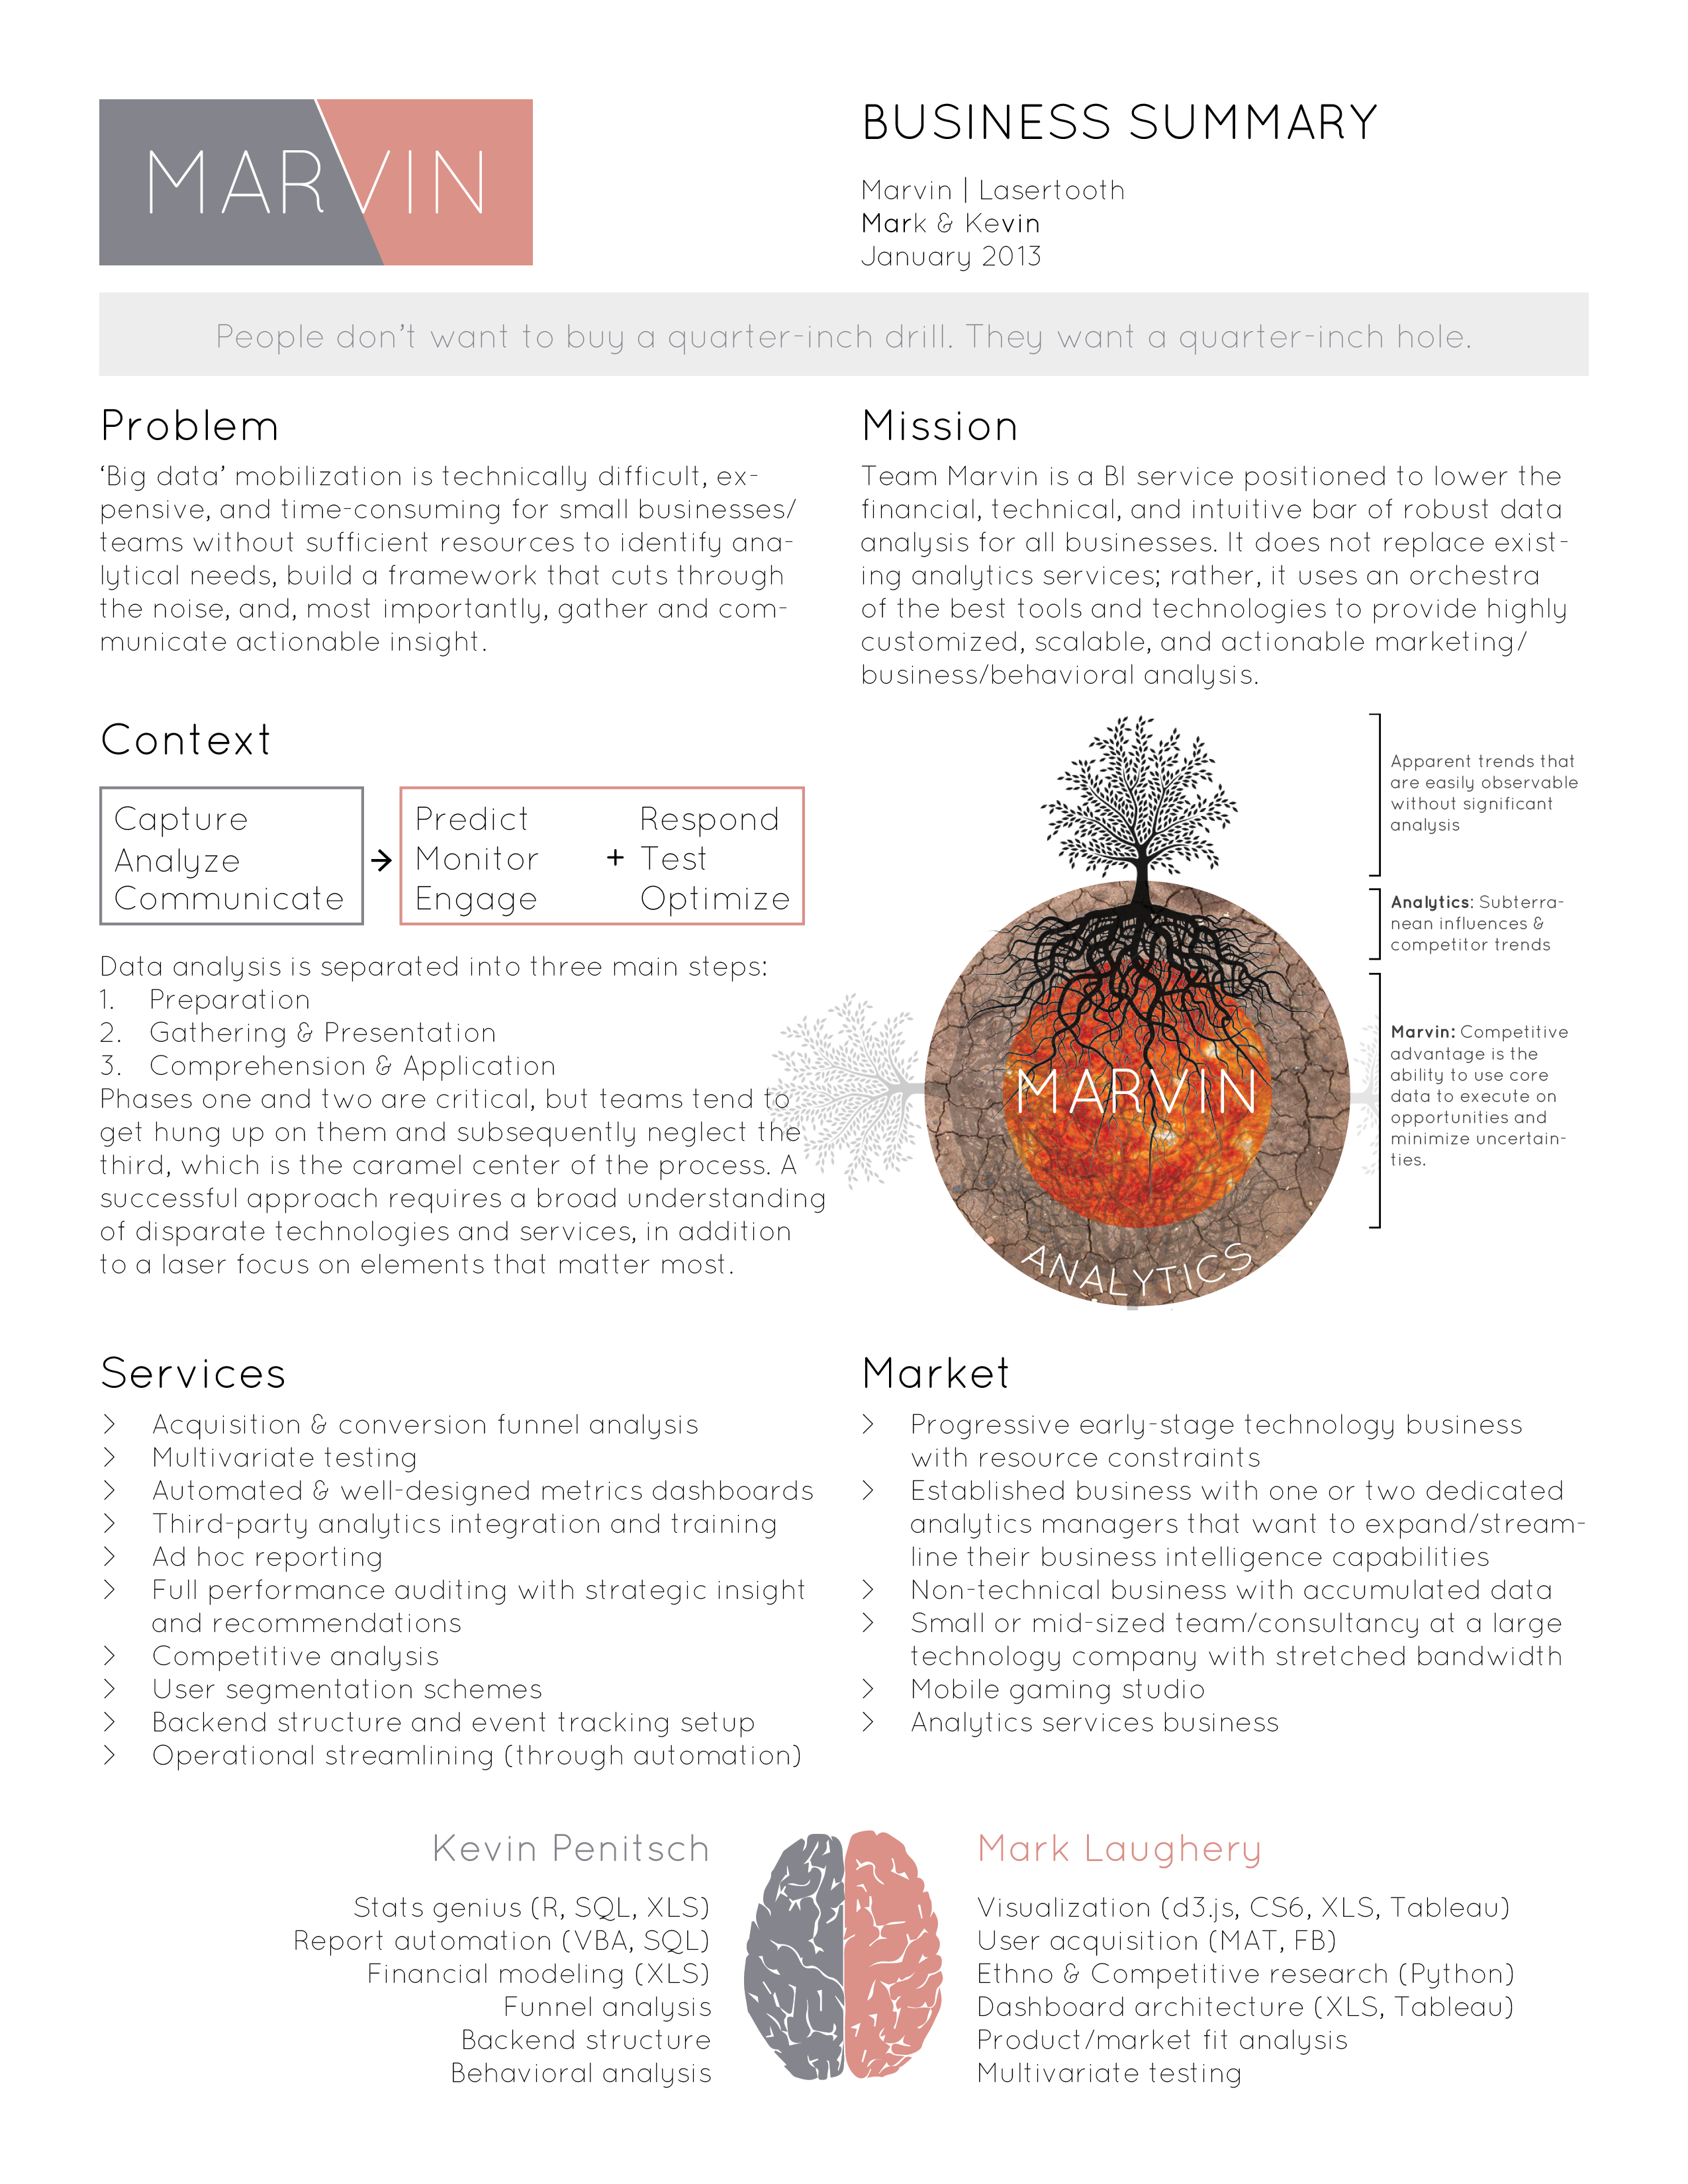 MARVIN
BUSINESS SUMMARY
Marvin | Lasertooth
Mark & Kevin
January 2013
People don't want to buy a quarter-inch drill. They want a quarter-inch hole.
Problem
'Big data' mobilization is technically difficult, ex-
pensive, and time-consuming for small businesses/
teams without sufficient resources to identify ana-
lytical needs, build a framework that cuts through
the noise, and, most importantly, gather and com-
municate actionable insight.
Mission
Team Marvin is a BI service positioned to lower the
financial, technical, and intuitive bar of robust data
analysis for all businesses. It does not replace exist-
ing analytics services; rather, it uses an orchestra
of the best tools and technologies to provide highly
customized, scalable, and actionable marketing/
business/behavioral analysis.
Context
Capture
Analyze
Communicate
→
Predict
Monitor
Engage
+
Respond
Test
Optimize
Data analysis is separated into three main steps:
1. Preparation
2. Gathering & Presentation
3. Comprehension & Application
Phases one and two are critical, but teams tend to
get hung up on them and subsequently neglect the
third, which is the caramel center of the process. A
successful approach requires a broad understanding
of disparate technologies and services, in addition
to a laser focus on elements that matter most.
MARVIN
ANALYTICS
Apparent trends that
are easily observable
without significant
analysis
Analytics: Subterra-
nean influences &
competitor trends
Marvin: Competitive
advantage is the
ability to use core
data to execute on
opportunities and
minimize uncertain-
ties.
Services
> Acquisition & conversion funnel analysis
> Multivariate testing
> Automated & well-designed metrics dashboards
> Third-party analytics integration and training
> Ad hoc reporting
> Full performance auditing with strategic insight
and recommendations
> Competitive analysis
> User segmentation schemes
> Backend structure and event tracking setup
> Operational streamlining (through automation)
Market
> Progressive early-stage technology business
with resource constraints
> Established business with one or two dedicated
analytics managers that want to expand/stream-
line their business intelligence capabilities
> Non-technical business with accumulated data
> Small or mid-sized team/consultancy at a large
technology company with stretched bandwidth
> Mobile gaming studio
> Analytics services business
Kevin Penitsch
Stats genius (R, SQL, XLS)
Report automation (VBA, SQL)
Financial modeling (XLS)
Funnel analysis
Backend structure
Behavioral analysis
Mark Laughery
Visualization (d3.js, CS6, XLS, Tableau)
User acquisition (MAT, FB)
Ethno & Competitive research (Python)
Dashboard architecture (XLS, Tableau)
Product/market fit analysis
Multivariate testing